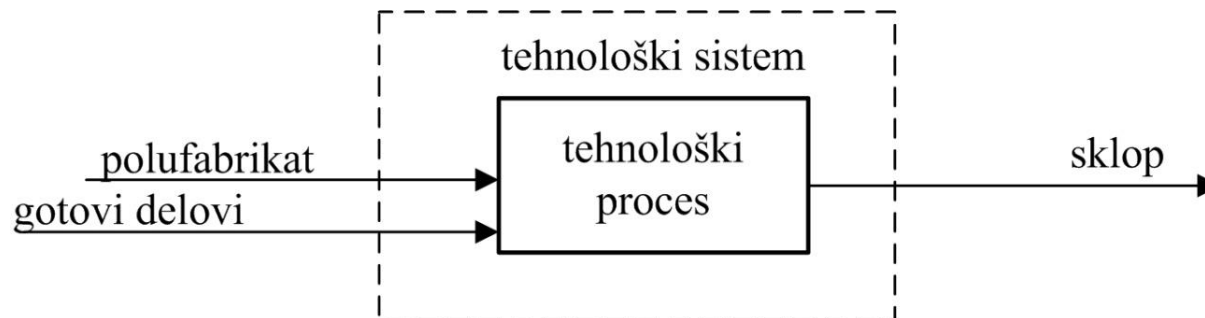 tehnološki sistem
polufabrikat
gotovi delovi
tehnološki
proces
sklop